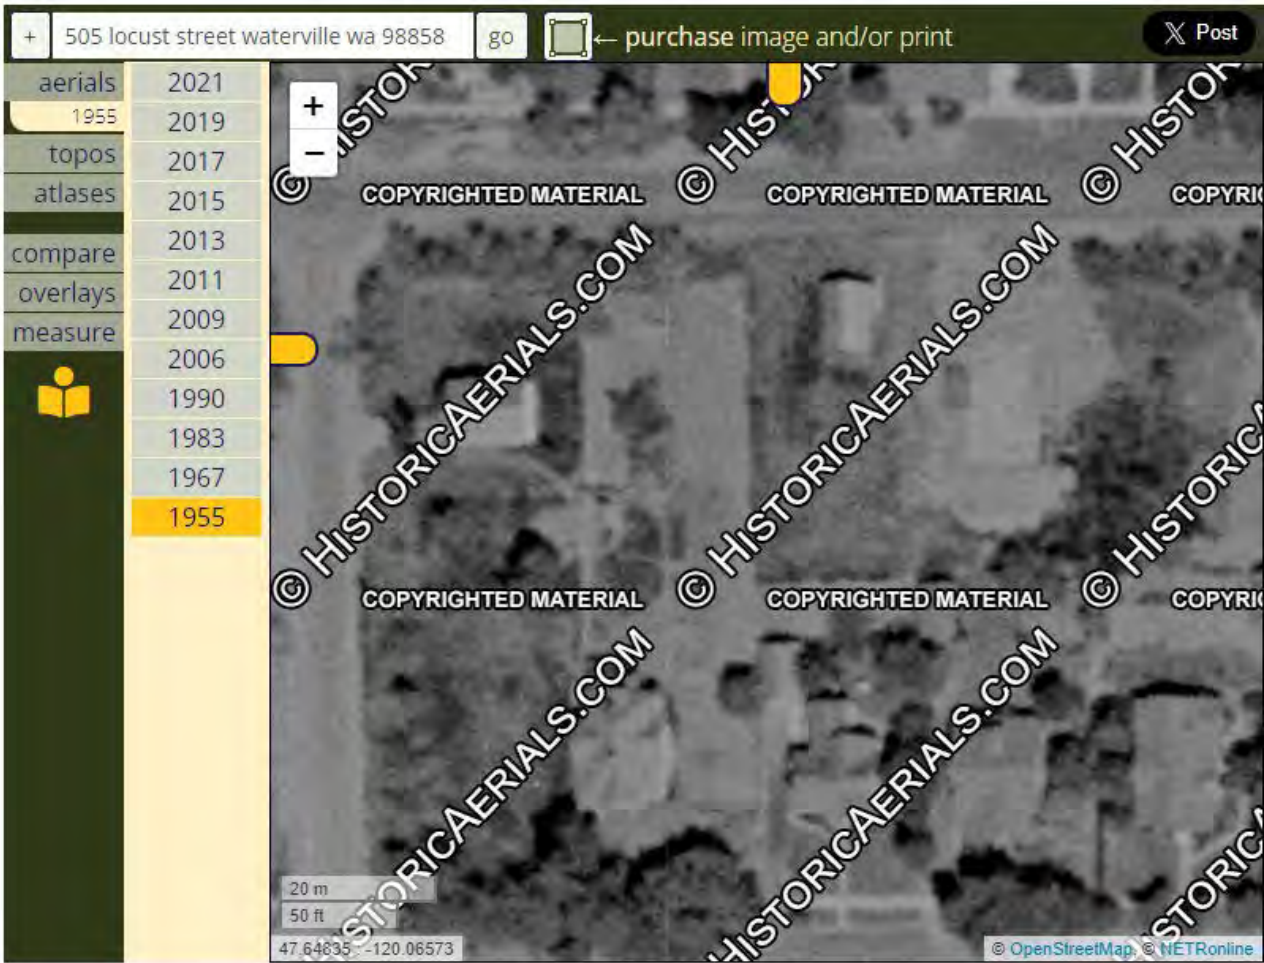 + 505 locust street waterville wa 98858 go ← purchase image and/or print X Post
aerials
1955
topos
atlases
compare
overlays
measure
2021
2019
2017
2015
2013
2011
2009
2006
1990
1983
1967
1955
+
−
COPYRIGHTED MATERIAL COPYRIGHTED MATERIAL
© HISTORICAERIALS.COM © HISTORICAERIALS.COM
COPYRIGHTED MATERIAL COPYRIGHTED MATERIAL
20 m
50 ft
47.64835 -120.06573
© OpenStreetMap, © NETRonline